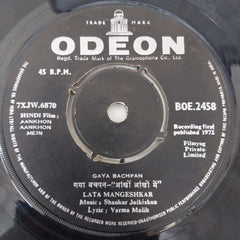 TRADE MARK
ODEON
Regd. Trade Mark of The Gramophone Co., Ltd.
45 R.P.M.
7XJW.6870
BOE.2458
HINDI Film:
AANKHON
AANKHON
MEIN
Recording first
published 1972
Filmyug
Private
Limited
GAYA BACHPAN
गया बचपन-"आंखों आंखों में"
LATA MANGESHKAR
Music : Shankar Jaikishan
Lyric : Varma Malik